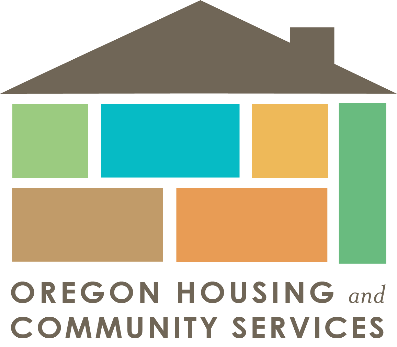 OREGON HOUSING and
COMMUNITY SERVICES